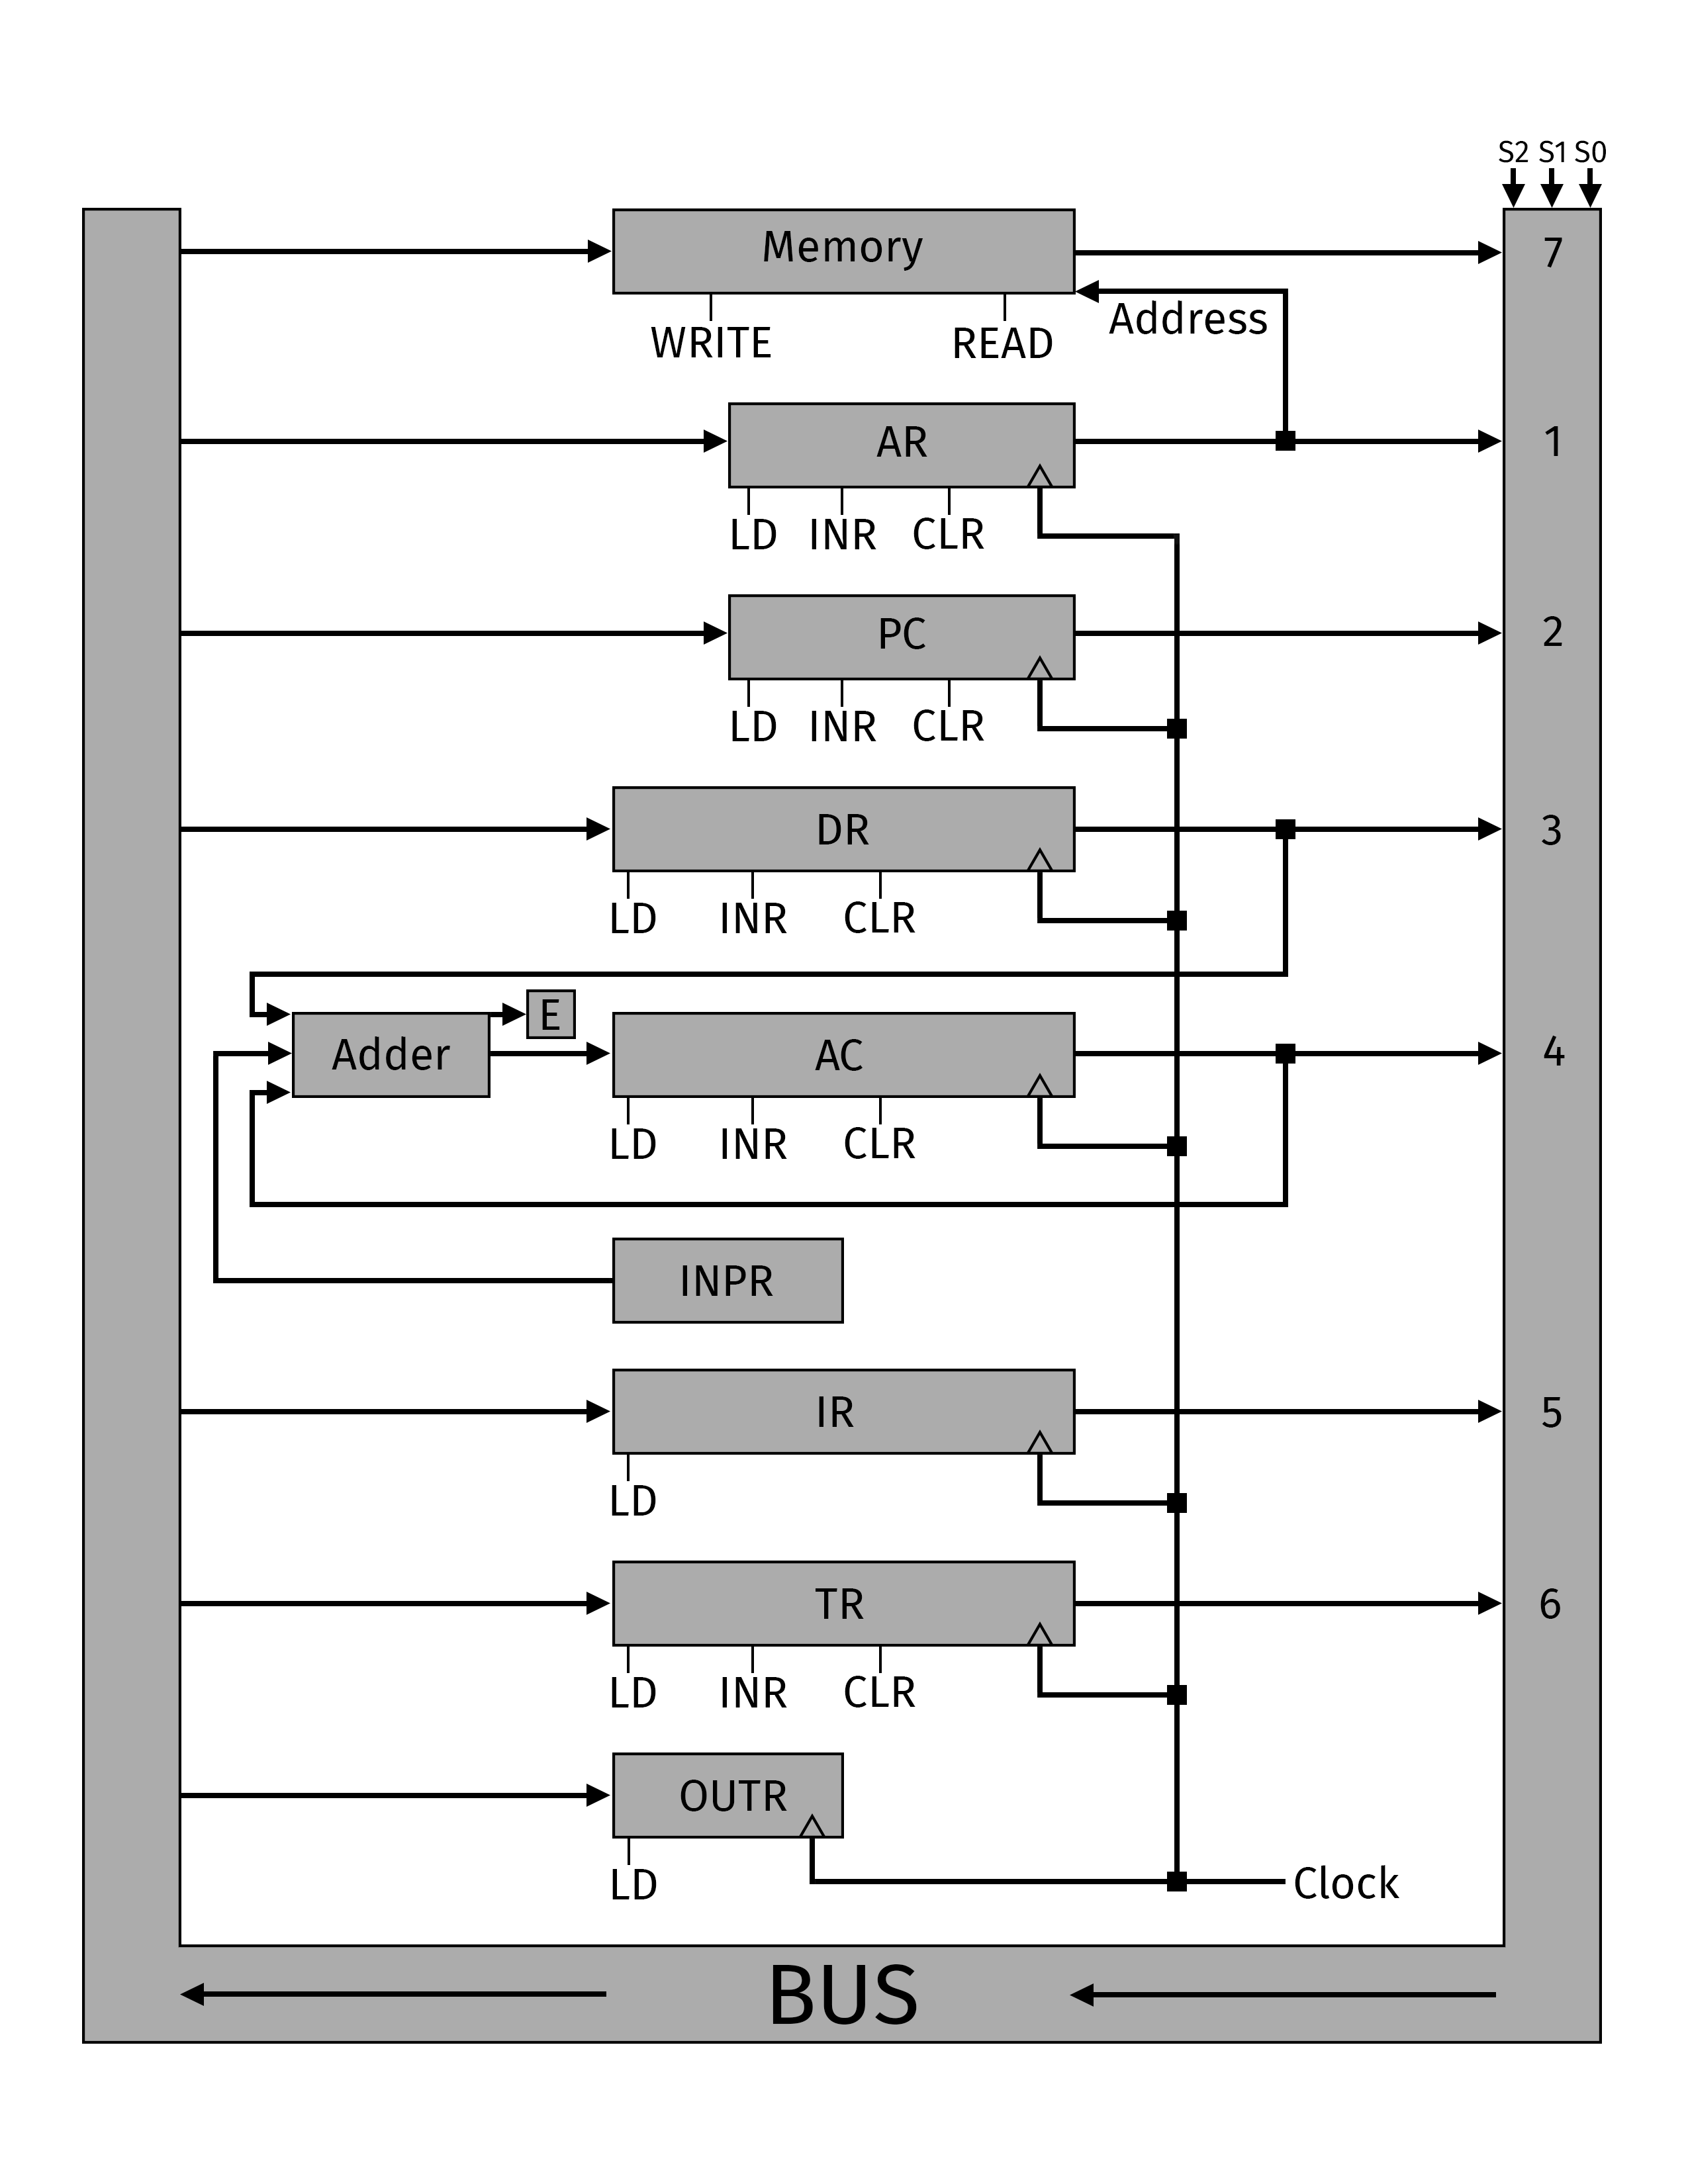 S2 S1 S0
Memory
7
WRITE
READ
Address
AR
1
LD INR CLR
PC
2
LD INR CLR
DR
3
LD INR CLR
Adder
E
AC
4
LD INR CLR
INPR
IR
5
LD
TR
6
LD INR CLR
OUTR
LD
Clock
BUS